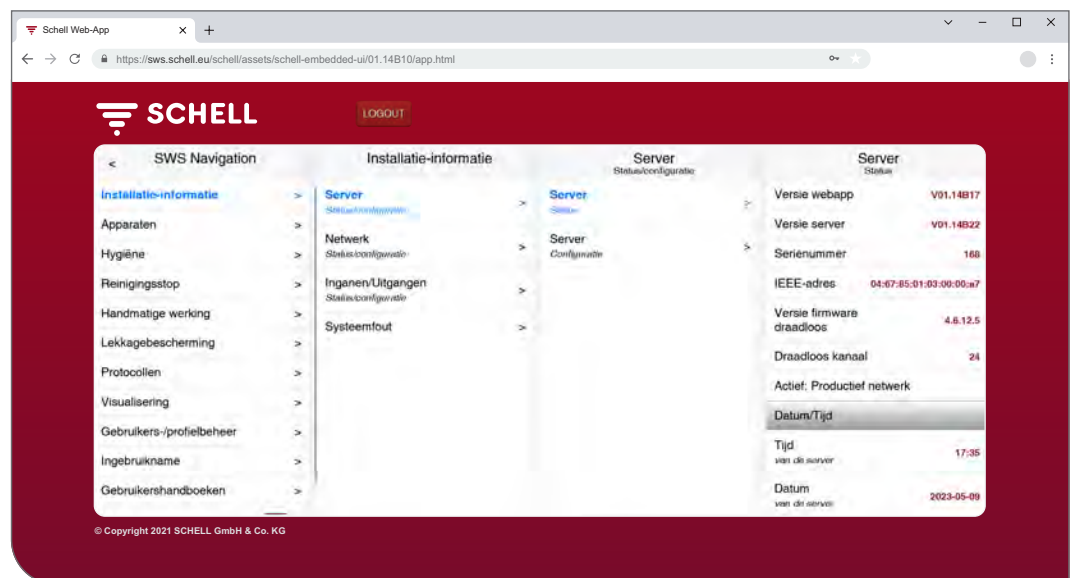 Schell Web-App
https://sws.schell.eu/schell/assets/schell-embedded-ui/01.14B10/app.html
SCHELL
LOGOUT
< SWS Navigation
Installatie-informatie >
Apparaten >
Hygiëne >
Reinigingsstop >
Handmatige werking >
Lekkagebescherming >
Protocollen >
Visualisering >
Gebruikers-/profielbeheer >
Ingebruikname >
Gebruikershandboeken >
Installatie-informatie
Server >
Status/configuratie
Netwerk >
Status/configuratie
Inganen/Uitgangen >
Status/configuratie
Systeemfout >
Server
Status/configuratie
Server >
Status
Server >
Configuratie
Server
Status
Versie webapp V01.14B17
Versie server V01.14B22
Serienummer 168
IEEE-adres 04:67:85:01:03:00:00:a7
Versie firmware
draadloos 4.6.12.5
Draadloos kanaal 24
Actief: Productief netwerk
Datum/Tijd
Tijd 17:35
van de server
Datum 2023-05-09
van de server
© Copyright 2021 SCHELL GmbH & Co. KG